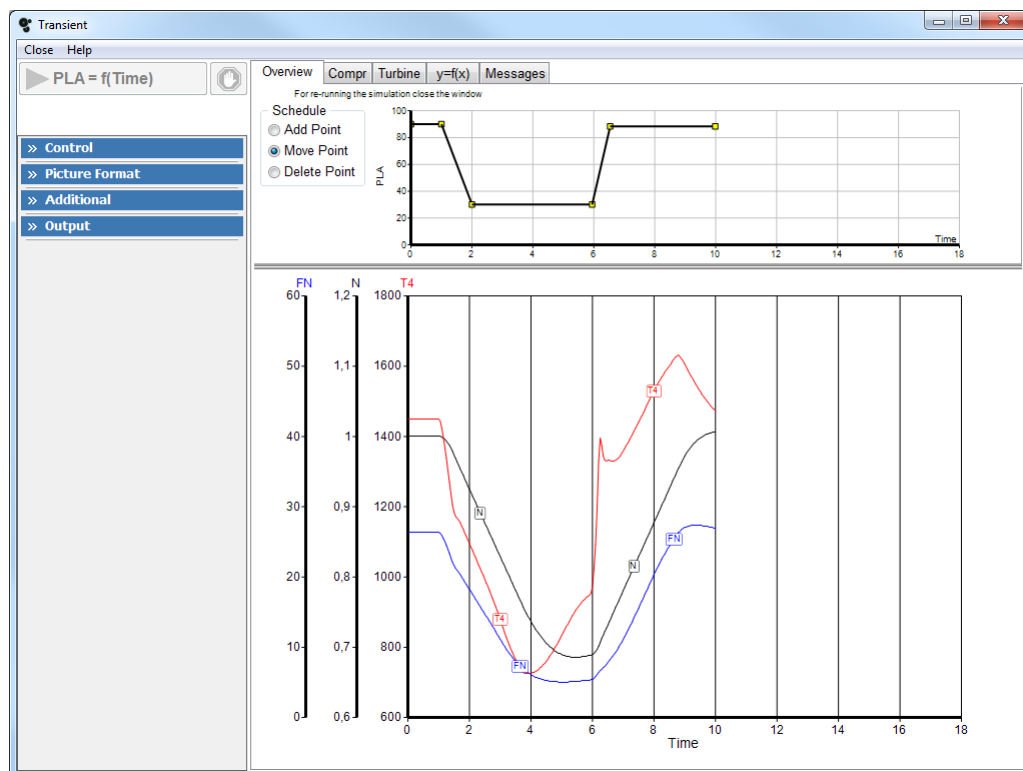 Transient
Close Help
PLA = f(Time)
» Control
» Picture Format
» Additional
» Output
Overview Compr Turbine y=f(x) Messages
For re-running the simulation close the window
Schedule
Add Point
Move Point
Delete Point
PLA
100
80
60
40
20
0
Time
0 2 4 6 8 10 12 14 16 18
FN N T4
60 1,2 1800
50 1,1 1600
40 1 1400
30 0,9 1200
20 0,8 1000
10 0,7 800
0 0,6 600
T4
N
N
FN
T4
FN
0 2 4 6 8 10 12 14 16 18
Time